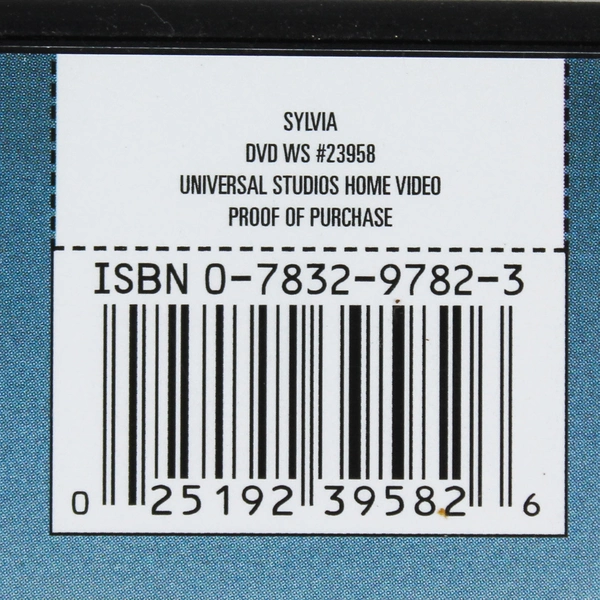 SYLVIA
DVD WS #23958
UNIVERSAL STUDIOS HOME VIDEO
PROOF OF PURCHASE
ISBN 0-7832-9782-3
0 25192 39582 6